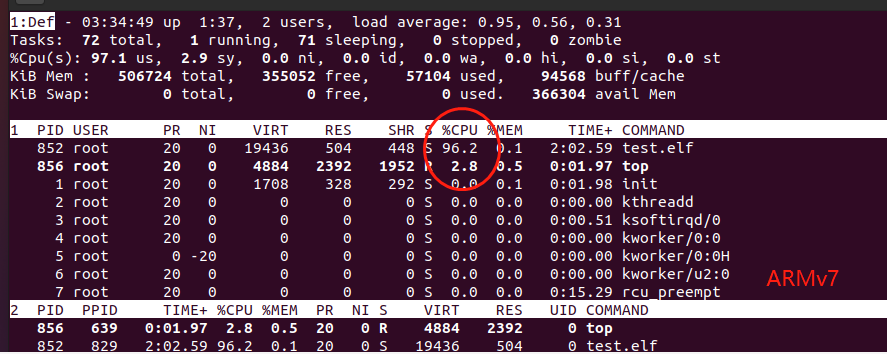 1:Def - 03:34:49 up  1:37,  2 users,  load average: 0.95, 0.56, 0.31
Tasks:  72 total,   1 running,  71 sleeping,   0 stopped,   0 zombie
%Cpu(s): 97.1 us,  2.9 sy,  0.0 ni,  0.0 id,  0.0 wa,  0.0 hi,  0.0 si,  0.0 st
KiB Mem :   506724 total,   355052 free,    57104 used,    94568 buff/cache
KiB Swap:        0 total,        0 free,        0 used.   366304 avail Mem
1  PID USER      PR  NI    VIRT    RES    SHR S %CPU %MEM     TIME+ COMMAND
852 root      20   0   19436    504    448 S 96.2  0.1   2:02.59 test.elf
856 root      20   0    4884   2392   1952 R  2.8  0.5   0:01.97 top
1 root      20   0    1708    328    292 S  0.0  0.1   0:01.98 init
2 root      20   0       0      0      0 S  0.0  0.0   0:00.00 kthreadd
3 root      20   0       0      0      0 S  0.0  0.0   0:00.51 ksoftirqd/0
4 root      20   0       0      0      0 S  0.0  0.0   0:00.00 kworker/0:0
5 root       0 -20       0      0      0 S  0.0  0.0   0:00.00 kworker/0:0H
6 root      20   0       0      0      0 S  0.0  0.0   0:00.00 kworker/u2:0
7 root      20   0       0      0      0 S  0.0  0.0   0:15.29 rcu_preempt
ARMv7
2  PID  PPID     TIME+ %CPU %MEM  PR  NI S    VIRT    RES   UID COMMAND
856   639   0:01.97  2.8  0.5  20   0 R    4884   2392     0 top
852   829   2:02.59 96.2  0.1  20   0 S   19436    504     0 test.elf